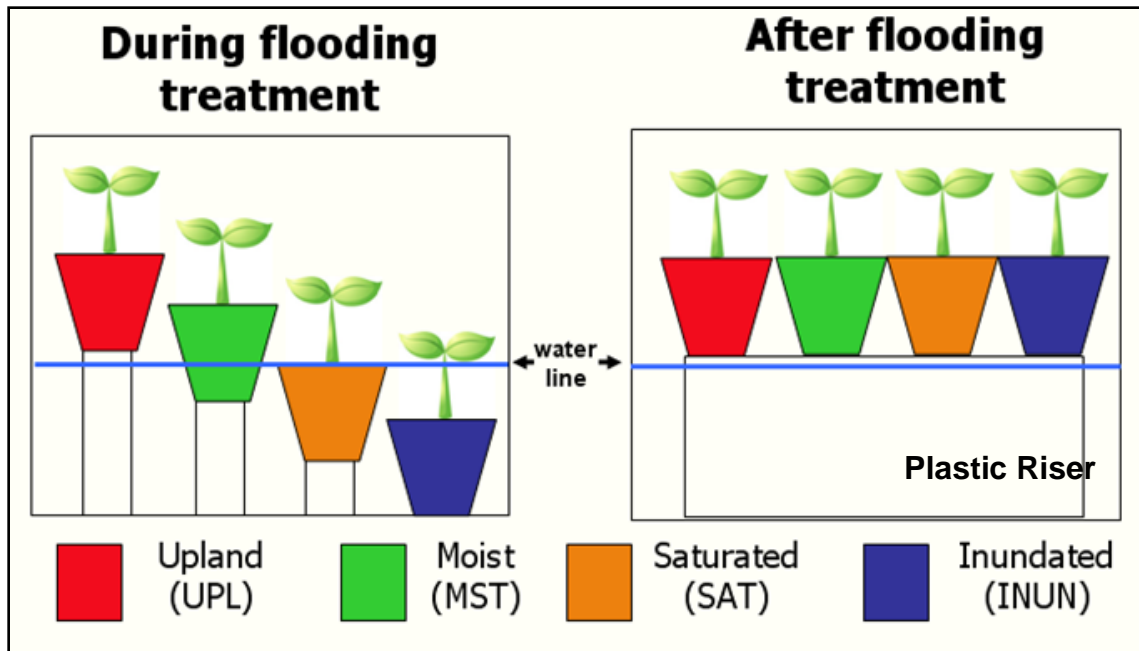 During flooding
treatment
After flooding
treatment
water
line
Plastic Riser
Upland
(UPL)
Moist
(MST)
Saturated
(SAT)
Inundated
(INUN)